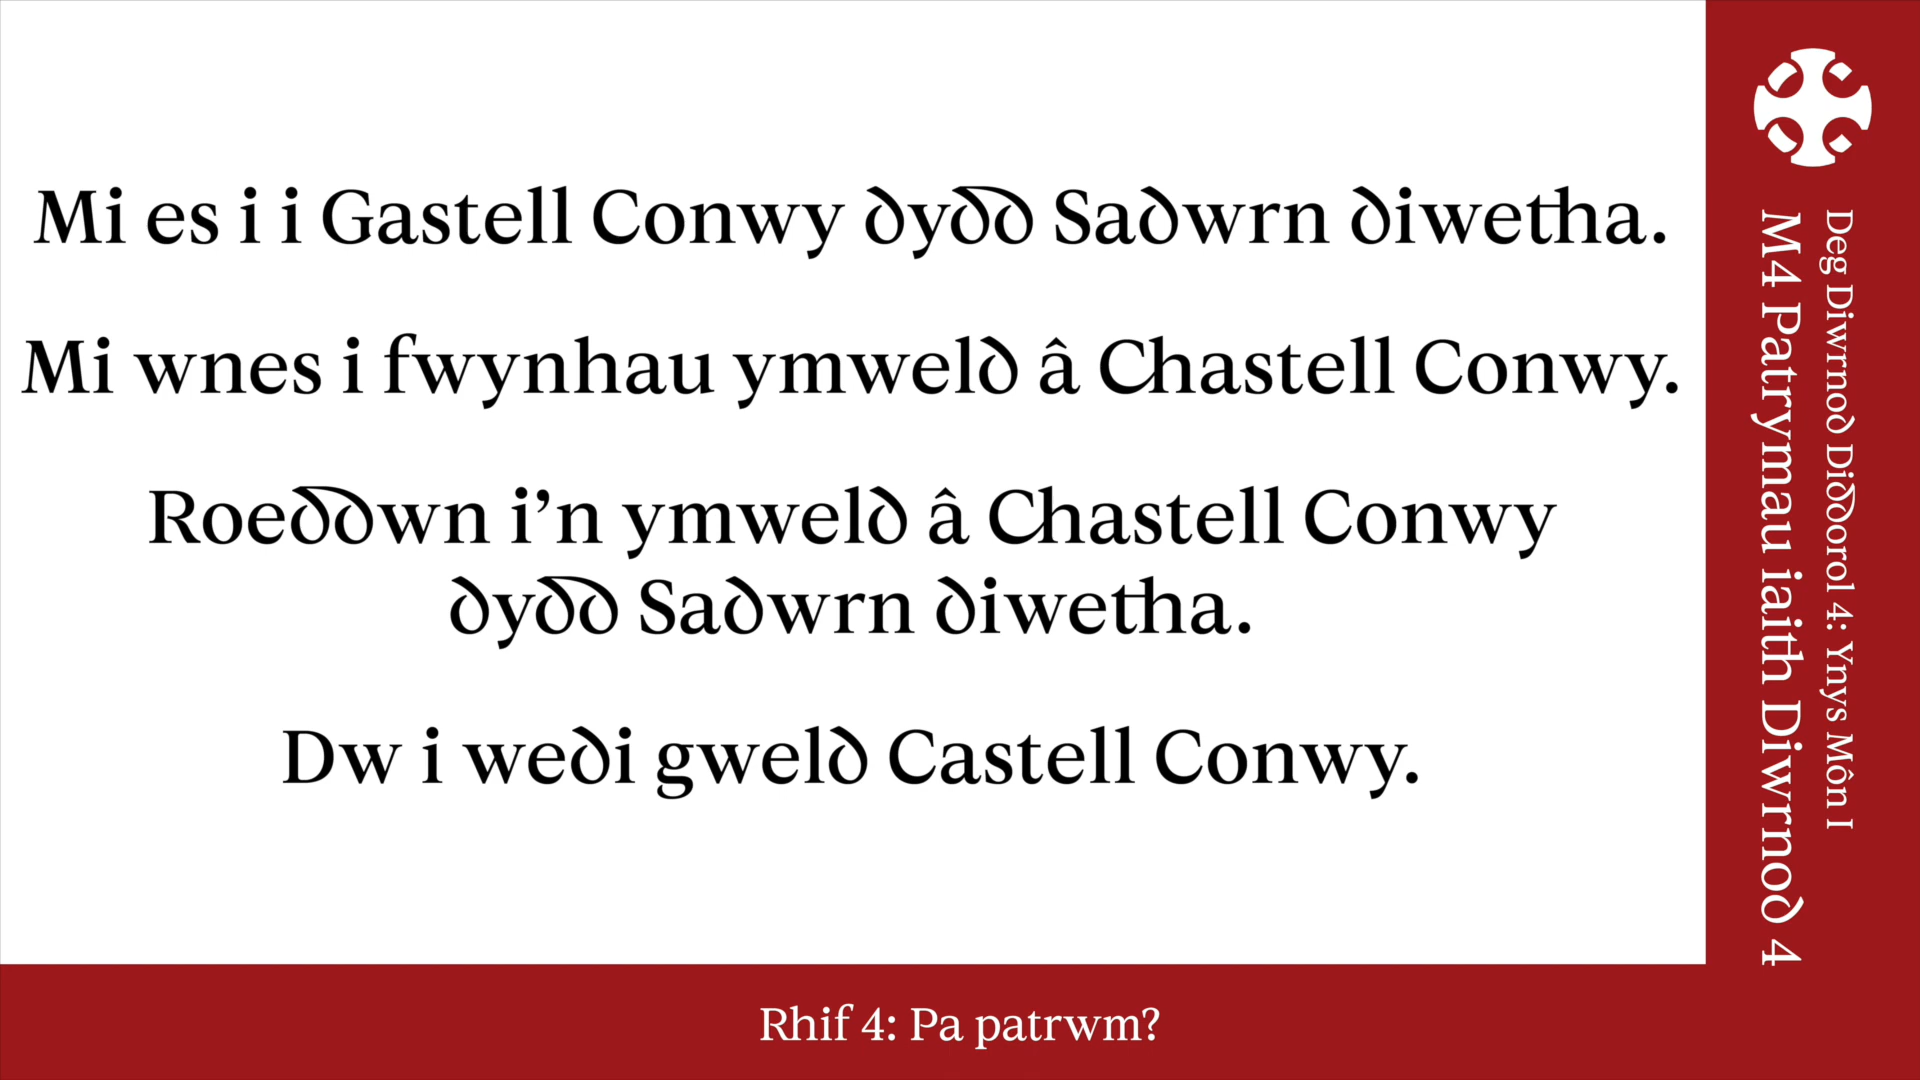 Mi es i i Gastell Conwy dydd Sadwrn diwetha.
Mi wnes i fwynhau ymweld â Chastell Conwy.
Roeddwn i’n ymweld â Chastell Conwy
dydd Sadwrn diwetha.
Dw i wedi gweld Castell Conwy.
Deg Diwrnod Diddorol 4: Ynys Môn I
M4 Patrymau iaith Diwrnod 4
Rhif 4: Pa patrwm?